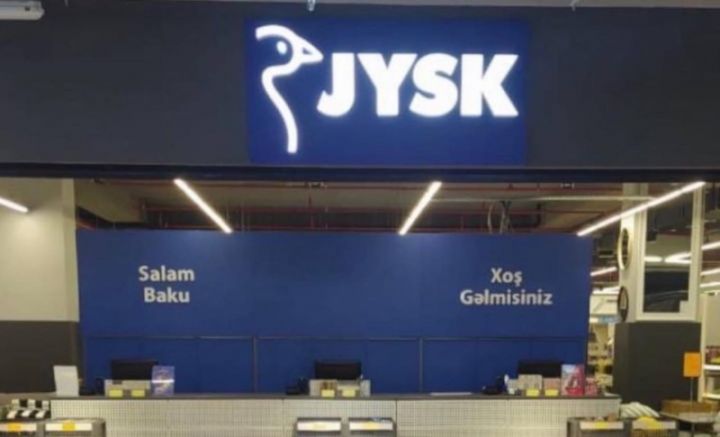 JYSK
Salam
Baku
Xoş
Gəlmisiniz